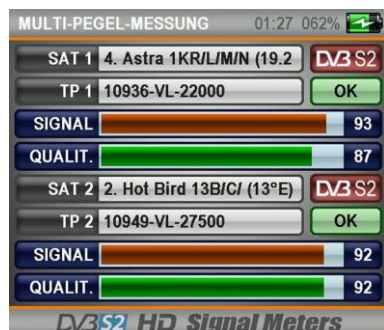 MULTI-PEGEL-MESSUNG 01:27 062%
SAT 1 4. Astra 1KR/L/M/N (19.2 DVB S2
TP 1 10936-VL-22000 OK
SIGNAL 93
QUALIT. 87
SAT 2 2. Hot Bird 13B/C/ (13ºE) DVB S2
TP 2 10949-VL-27500 OK
SIGNAL 92
QUALIT. 92
DVB S2 HD Signal Meters